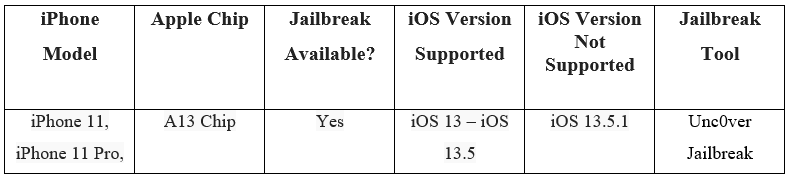 iPhone Model
Apple Chip
Jailbreak Available?
iOS Version Supported
iOS Version Not Supported
Jailbreak Tool
iPhone 11, iPhone 11 Pro,
A13 Chip
Yes
iOS 13 – iOS 13.5
iOS 13.5.1
Unc0ver Jailbreak